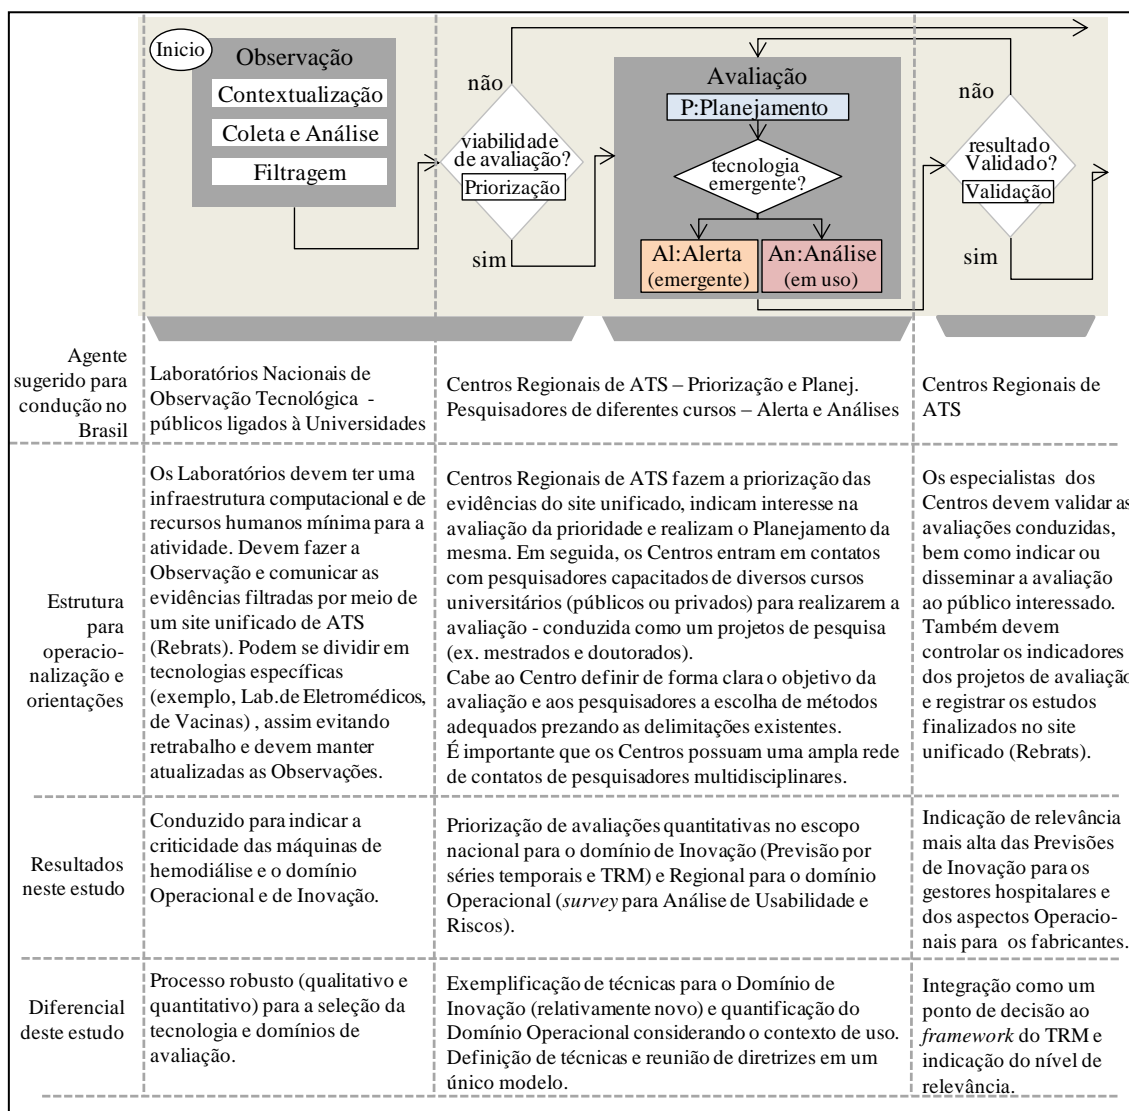 Inicio
Observação
Contextualização
Coleta e Análise
Filtragem
não
viabilidade
de avaliação?
Priorização
sim
Avaliação
P:Planejamento
tecnologia
emergente?
Al:Alerta
(emergente)
An:Análise
(em uso)
não
resultado
Validado?
Validação
sim
Agente
sugerido para
condução no
Brasil
Laboratórios Nacionais de
Observação Tecnológica -
públicos ligados à Universidades
Centros Regionais de ATS – Priorização e Planej.
Pesquisadores de diferentes cursos – Alerta e Análises
Centros Regionais de
ATS
Estrutura
para
operacio-
nalização e
orientações
Os Laboratórios devem ter uma
infraestrutura computacional e de
recursos humanos mínima para a
atividade. Devem fazer a
Observação e comunicar as
evidências filtradas por meio de
um site unificado de ATS
(Rebrats). Podem se dividir em
tecnologias específicas
(exemplo, Lab.de Eletromédicos,
de Vacinas) , assim evitando
retrabalho e devem manter
atualizadas as Observações.
Centros Regionais de ATS fazem a priorização das
evidências do site unificado, indicam interesse na
avaliação da prioridade e realizam o Planejamento da
mesma. Em seguida, os Centros entram em contatos
com pesquisadores capacitados de diversos cursos
universitários (públicos ou privados) para realizarem a
avaliação - conduzida como um projetos de pesquisa
(ex. mestrados e doutorados).
Cabe ao Centro definir de forma clara o objetivo da
avaliação e aos pesquisadores a escolha de métodos
adequados prezando as delimitações existentes.
É importante que os Centros possuam uma ampla rede
de contatos de pesquisadores multidisciplinares.
Os especialistas dos
Centros devem validar as
avaliações conduzidas,
bem como indicar ou
disseminar a avaliação
ao público interessado.
Também devem
controlar os indicadores
dos projetos de avaliação
e registrar os estudos
finalizados no site
unificado (Rebrats).
Resultados
neste estudo
Conduzido para indicar a
criticidade das máquinas de
hemodiálise e o domínio
Operacional e de Inovação.
Priorização de avaliações quantitativas no escopo
nacional para o domínio de Inovação (Previsão por
séries temporais e TRM) e Regional para o domínio
Operacional (survey para Análise de Usabilidade e
Riscos).
Indicação de relevância
mais alta das Previsões
de Inovação para os
gestores hospitalares e
dos aspectos Operacio-
nais para os fabricantes.
Diferencial
deste estudo
Processo robusto (qualitativo e
quantitativo) para a seleção da
tecnologia e domínios de
avaliação.
Exemplificação de técnicas para o Domínio de
Inovação (relativamente novo) e quantificação do
Domínio Operacional considerando o contexto de uso.
Definição de técnicas e reunião de diretrizes em um
único modelo.
Integração como um
ponto de decisão ao
framework do TRM e
indicação do nível de
relevância.